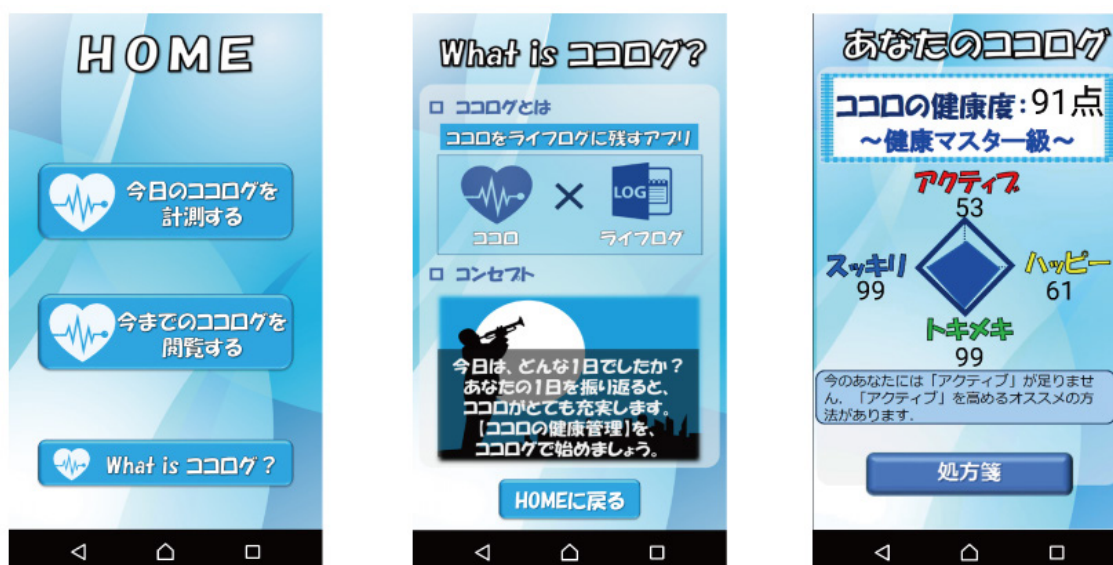 HOME
今日のココログを
計測する
今までのココログを
閲覧する
What is ココログ？
What is ココログ？
ココログとは
ココロをライフログに残すアプリ
LOG
ココロ
ライフログ
コンセプト
今日は、どんな1日でしたか？
あなたの1日を振り返ると、
ココロがとても充実します。
【ココロの健康管理】を、
ココログで始めましょう。
HOMEに戻る
あなたのココログ
ココロの健康度：91点
～健康マスター級～
アクティブ
53
スッキリ
99
ハッピー
61
トキメキ
99
今のあなたには「アクティブ」が足りませ
ん．「アクティブ」を高めるオススメの方
法があります．
処方箋